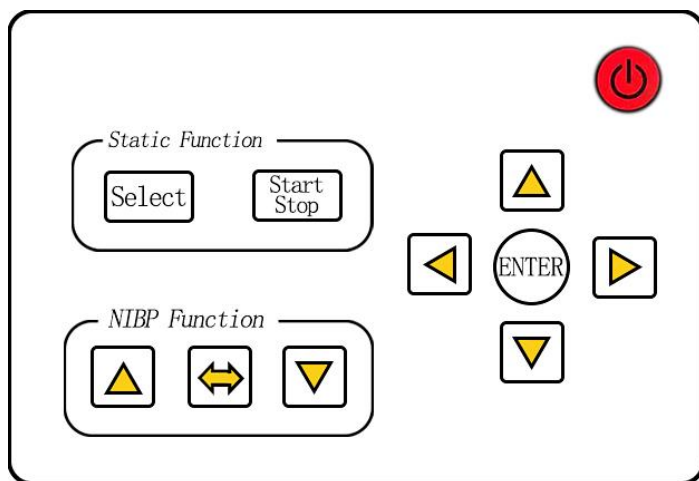 Static Function
Select
Start
Stop
ENTER
NIBP Function